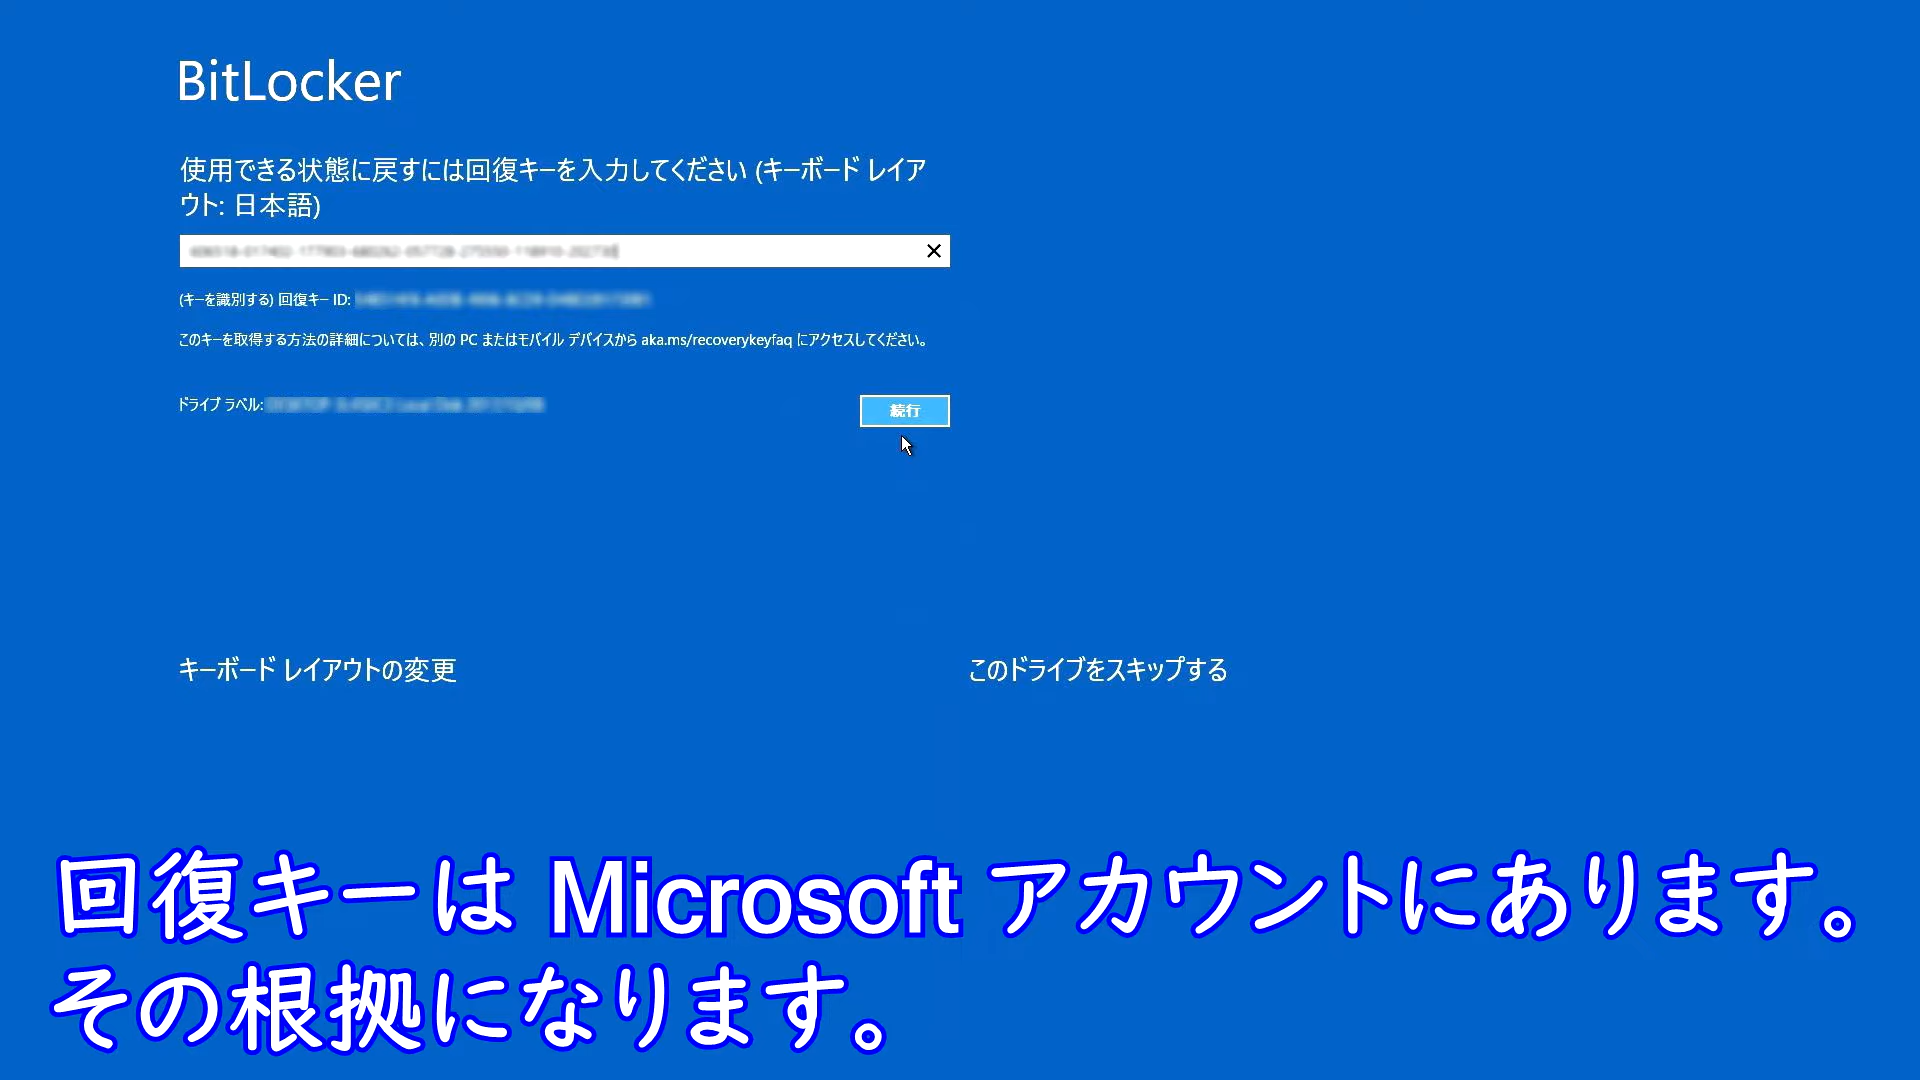 BitLocker
使用できる状態に戻すには回復キーを入力してください (キーボード レイア
ウト: 日本語)
(キーを識別する) 回復キー ID:
このキーを取得する方法の詳細については、別の PC またはモバイル デバイスから aka.ms/recoverykeyfaq にアクセスしてください。
ドライブ ラベル:
続行
キーボード レイアウトの変更
このドライブをスキップする
回復キーは Microsoft アカウントにあります。
その根拠になります。